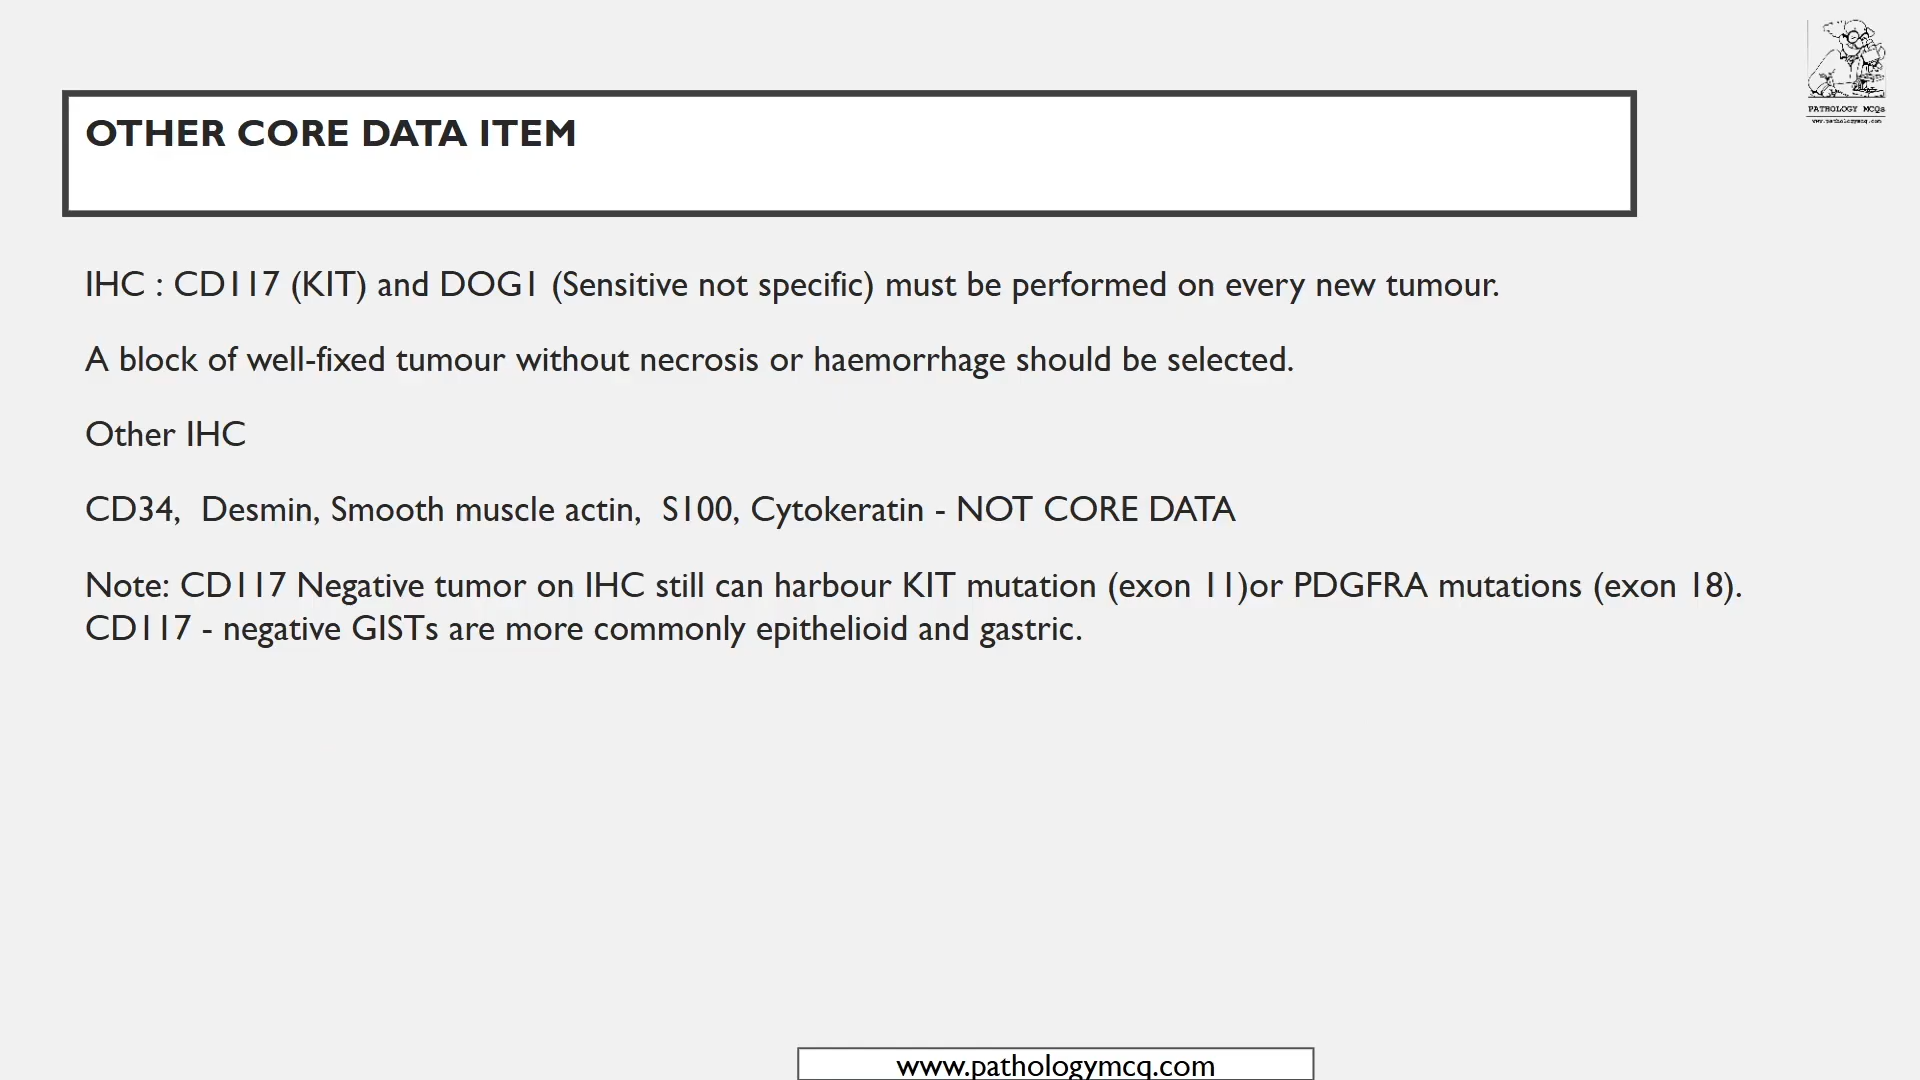 PATHOLOGY MCQs
www.pathologymcq.com
OTHER CORE DATA ITEM
IHC : CD117 (KIT) and DOG1 (Sensitive not specific) must be performed on every new tumour.
A block of well-fixed tumour without necrosis or haemorrhage should be selected.
Other IHC
CD34, Desmin, Smooth muscle actin, S100, Cytokeratin - NOT CORE DATA
Note: CD117 Negative tumor on IHC still can harbour KIT mutation (exon 11)or PDGFRA mutations (exon 18).
CD117 - negative GISTs are more commonly epithelioid and gastric.
www.pathologymcq.com